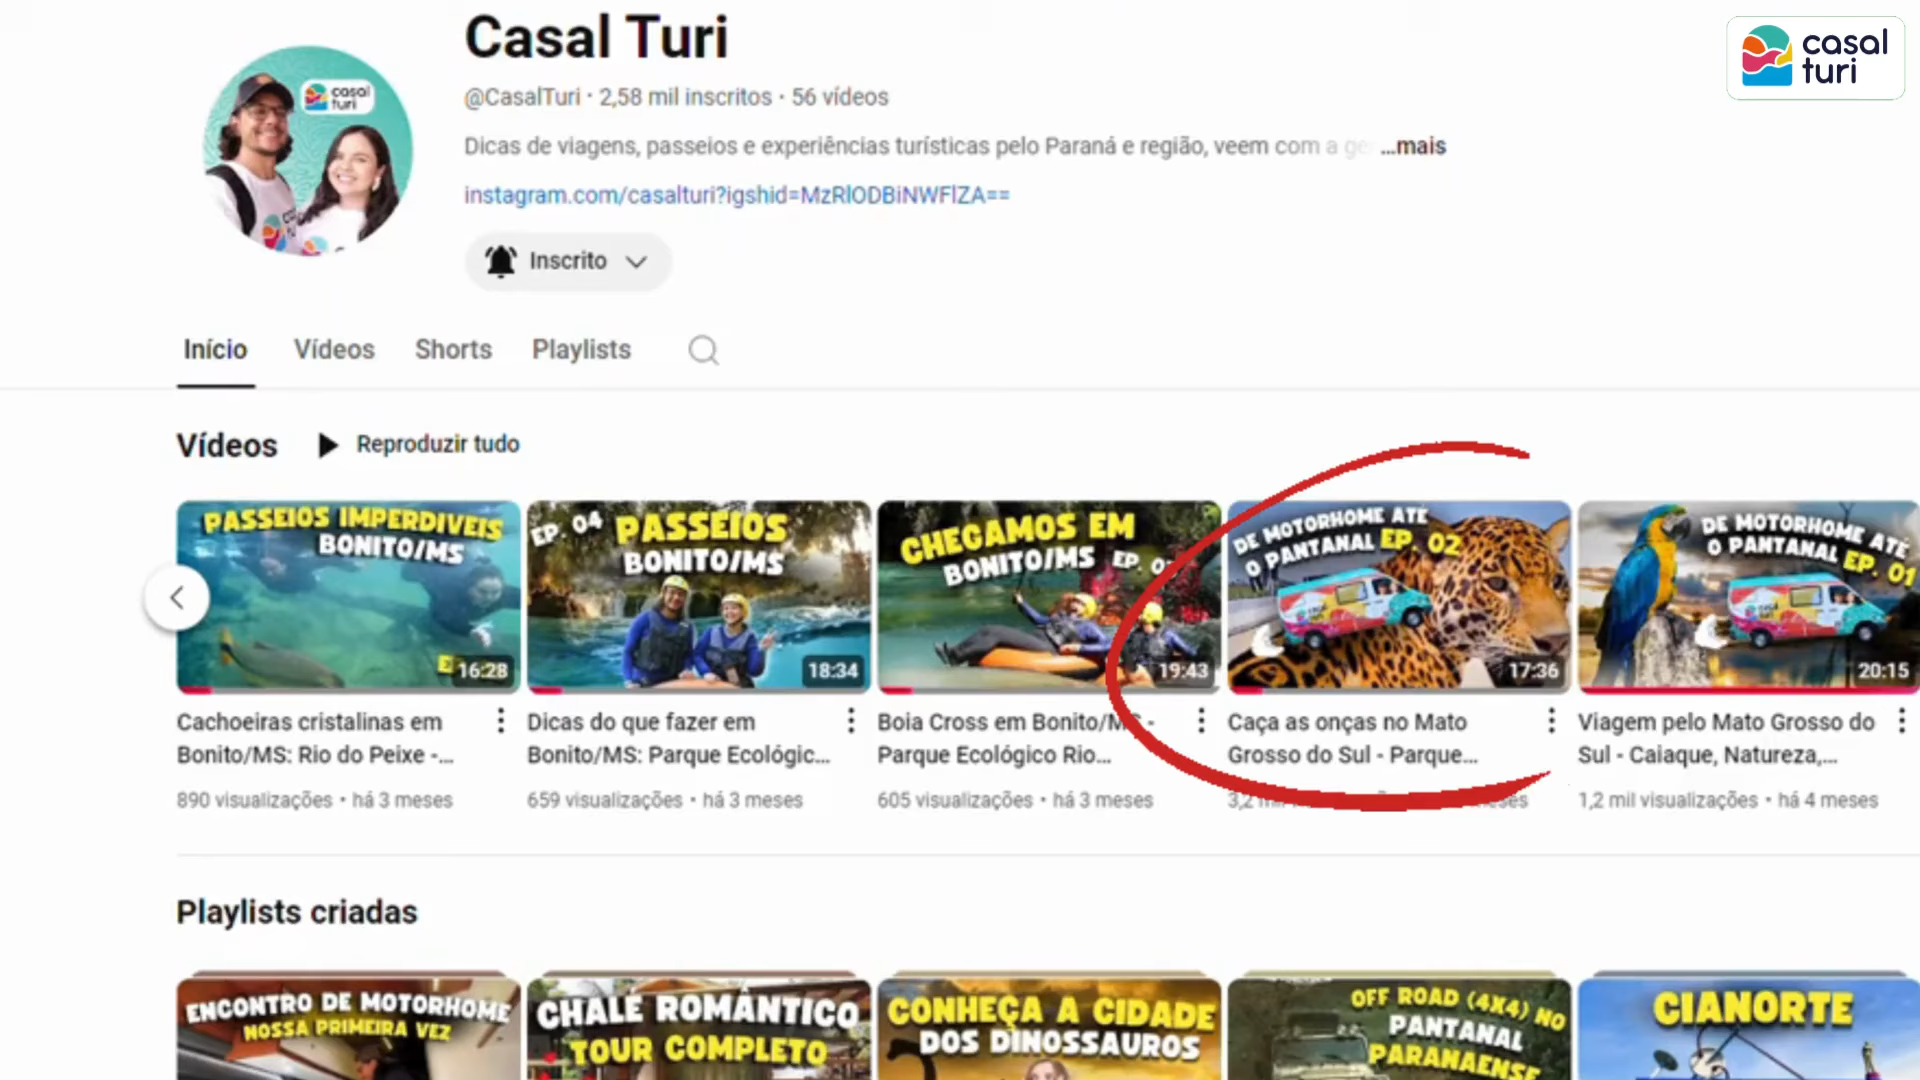 Casal Turi
casal
turi
casal
turi
@CasalTuri · 2,58 mil inscritos · 56 vídeos
Dicas de viagens, passeios e experiências turísticas pelo Paraná e região, veem com a ...mais
instagram.com/casalturi?igshid=MzRlODBiNWFlZA==
Inscrito
Início Vídeos Shorts Playlists
Vídeos Reproduzir tudo
PASSEIOS IMPERDIVEIS
BONITO/MS
16:28
EP. 04 PASSEIOS
BONITO/MS
18:34
CHEGAMOS EM
BONITO/MS EP.
19:43
DE MOTORHOME ATÉ
O PANTANAL EP. 02
17:36
DE MOTORHOME ATÉ
O PANTANAL EP. 01
20:15
Cachoeiras cristalinas em
Bonito/MS: Rio do Peixe -...
890 visualizações • há 3 meses
Dicas do que fazer em
Bonito/MS: Parque Ecológic...
659 visualizações • há 3 meses
Boia Cross em Bonito/MS -
Parque Ecológico Rio...
605 visualizações • há 3 meses
Caça as onças no Mato
Grosso do Sul - Parque...
3,2
Viagem pelo Mato Grosso do
Sul - Caiaque, Natureza,...
1,2 mil visualizações • há 4 meses
Playlists criadas
ENCONTRO DE MOTORHOME
NOSSA PRIMEIRA VEZ
CHALÉ ROMÂNTICO
TOUR COMPLETO
CONHEÇA A CIDADE
DOS DINOSSAUROS
OFF ROAD (4X4) NO
PANTANAL
PARANAENSE
CIANORTE